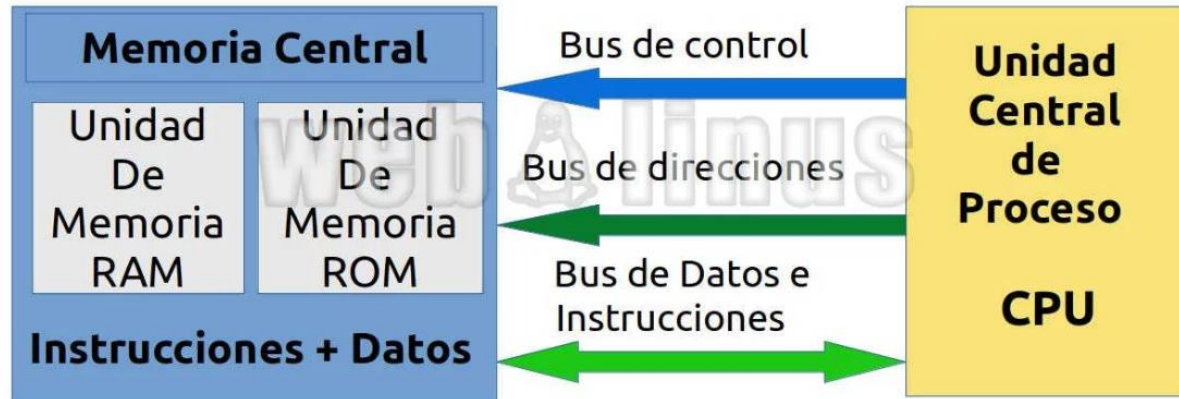 Memoria Central
Unidad
De
Memoria
RAM
Unidad
De
Memoria
ROM
Instrucciones + Datos
Bus de control
Bus de direcciones
Bus de Datos e
Instrucciones
Unidad
Central
de
Proceso
CPU
web linus